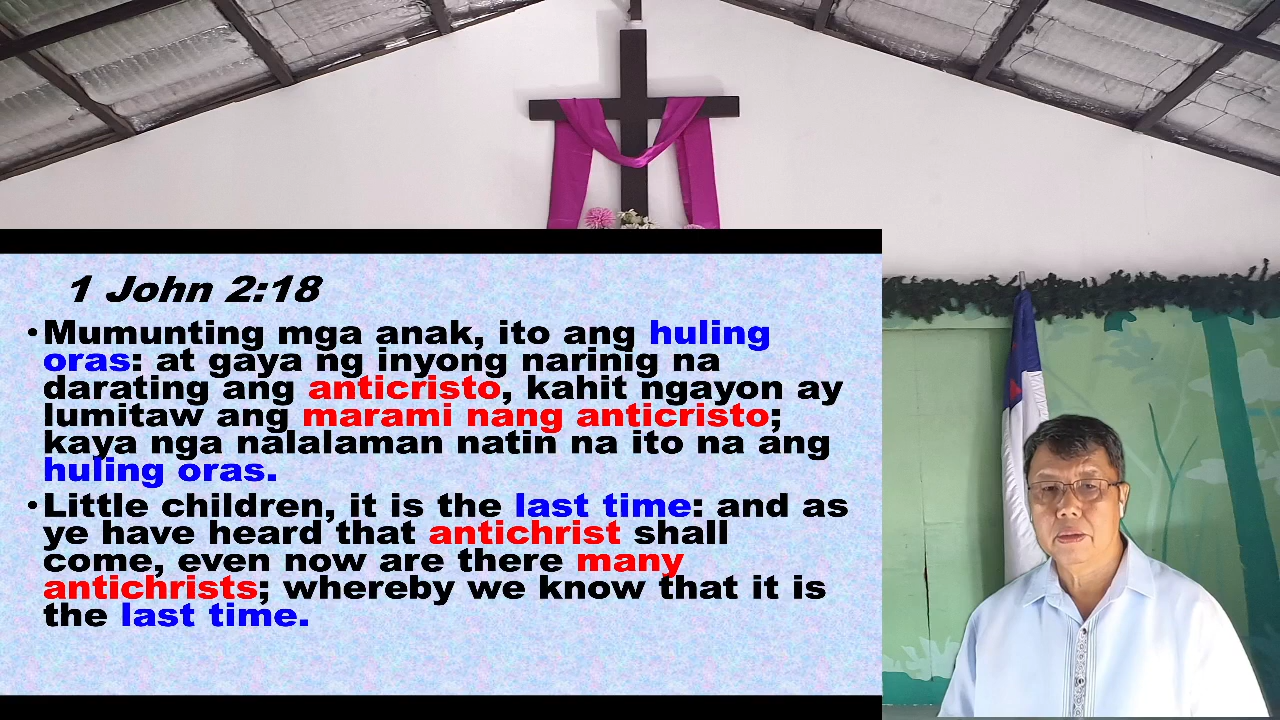 1 John 2:18
• Mumunting mga anak, ito ang huling
oras: at gaya ng inyong narinig na
darating ang anticristo, kahit ngayon ay
lumitaw ang marami nang anticristo;
kaya nga nalalaman natin na ito na ang
huling oras.
• Little children, it is the last time: and as
ye have heard that antichrist shall
come, even now are there many
antichrists; whereby we know that it is
the last time.